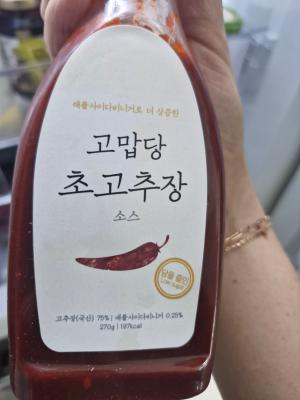 애플사이다비니거로 더 상큼한
고맙당
초고추장
소스
당을 줄인
Low sugar
고추장(국산) 75% | 애플사이다비니거 0.25%
270g | 197kcal